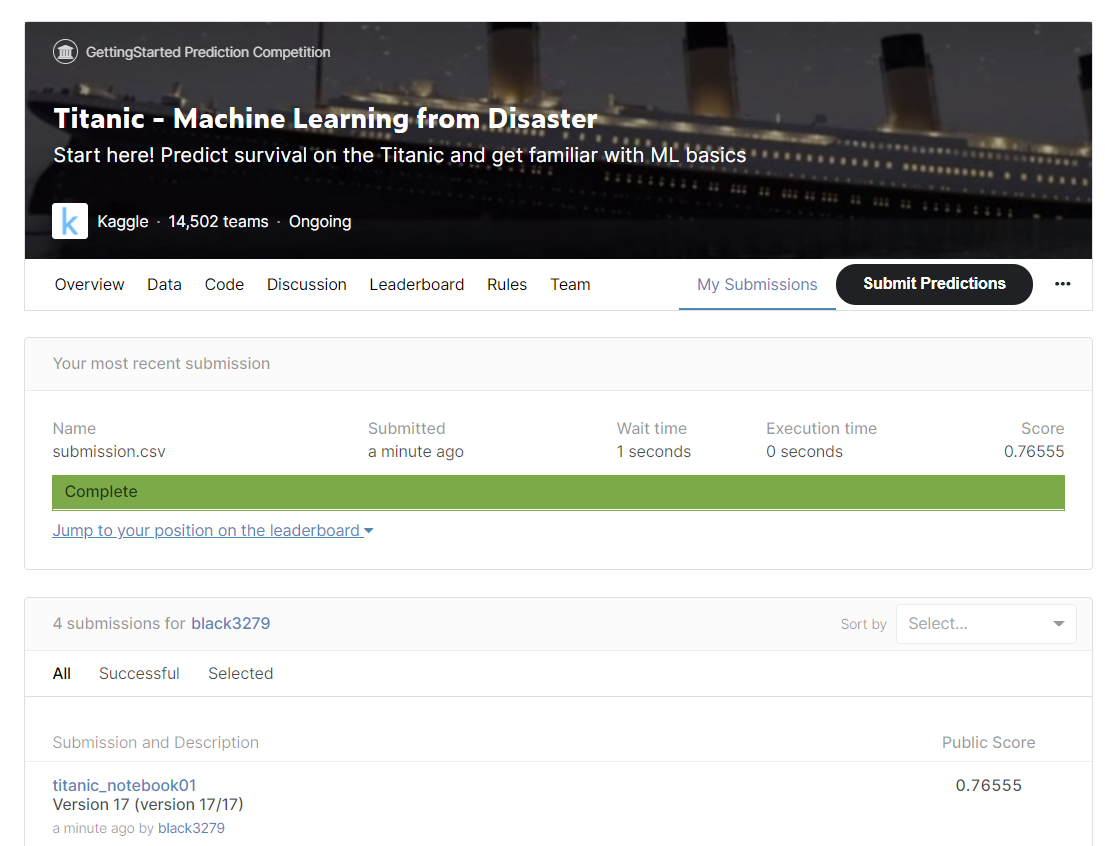 GettingStarted Prediction Competition
Titanic - Machine Learning from Disaster
Start here! Predict survival on the Titanic and get familiar with ML basics
k
Kaggle · 14,502 teams · Ongoing
Overview Data Code Discussion Leaderboard Rules Team My Submissions Submit Predictions •••
Your most recent submission
Name Submitted Wait time Execution time Score
submission.csv a minute ago 1 seconds 0 seconds 0.76555
Complete
Jump to your position on the leaderboard
4 submissions for black3279 Sort by Select...
All Successful Selected
Submission and Description Public Score
titanic_notebook01 0.76555
Version 17 (version 17/17)
a minute ago by black3279